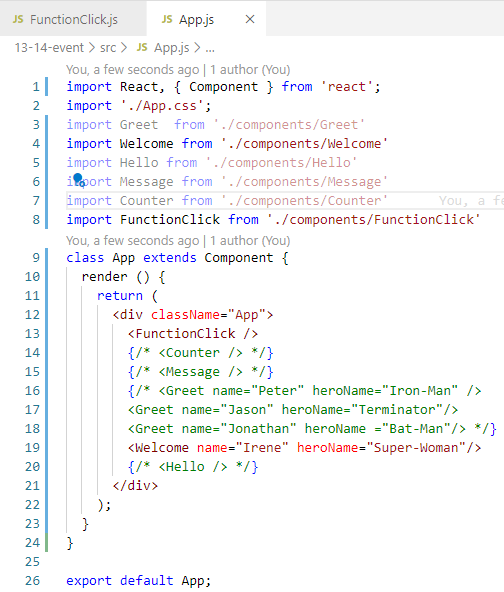 JS FunctionClick.js JS App.js ×
13-14-event > src > JS App.js > ...
You, a few seconds ago | 1 author (You)
1 import React, { Component } from 'react';
2 import './App.css';
3 import Greet  from './components/Greet'
4 import Welcome from './components/Welcome'
5 import Hello from './components/Hello'
6 import Message from './components/Message'
7 import Counter from './components/Counter' You, a fe
8 import FunctionClick from './components/FunctionClick'
You, a few seconds ago | 1 author (You)
9 class App extends Component {
10 render () {
11 return (
12 <div className="App">
13 <FunctionClick />
14 {/* <Counter /> */}
15 {/* <Message /> */}
16 {/* <Greet name="Peter" heroName="Iron-Man" />
17 <Greet name="Jason" heroName="Terminator"/>
18 <Greet name="Jonathan" heroName ="Bat-Man"/> */}
19 <Welcome name="Irene" heroName="Super-Woman"/>
20 {/* <Hello /> */}
21 </div>
22 );
23 }
24 }
25
26 export default App;